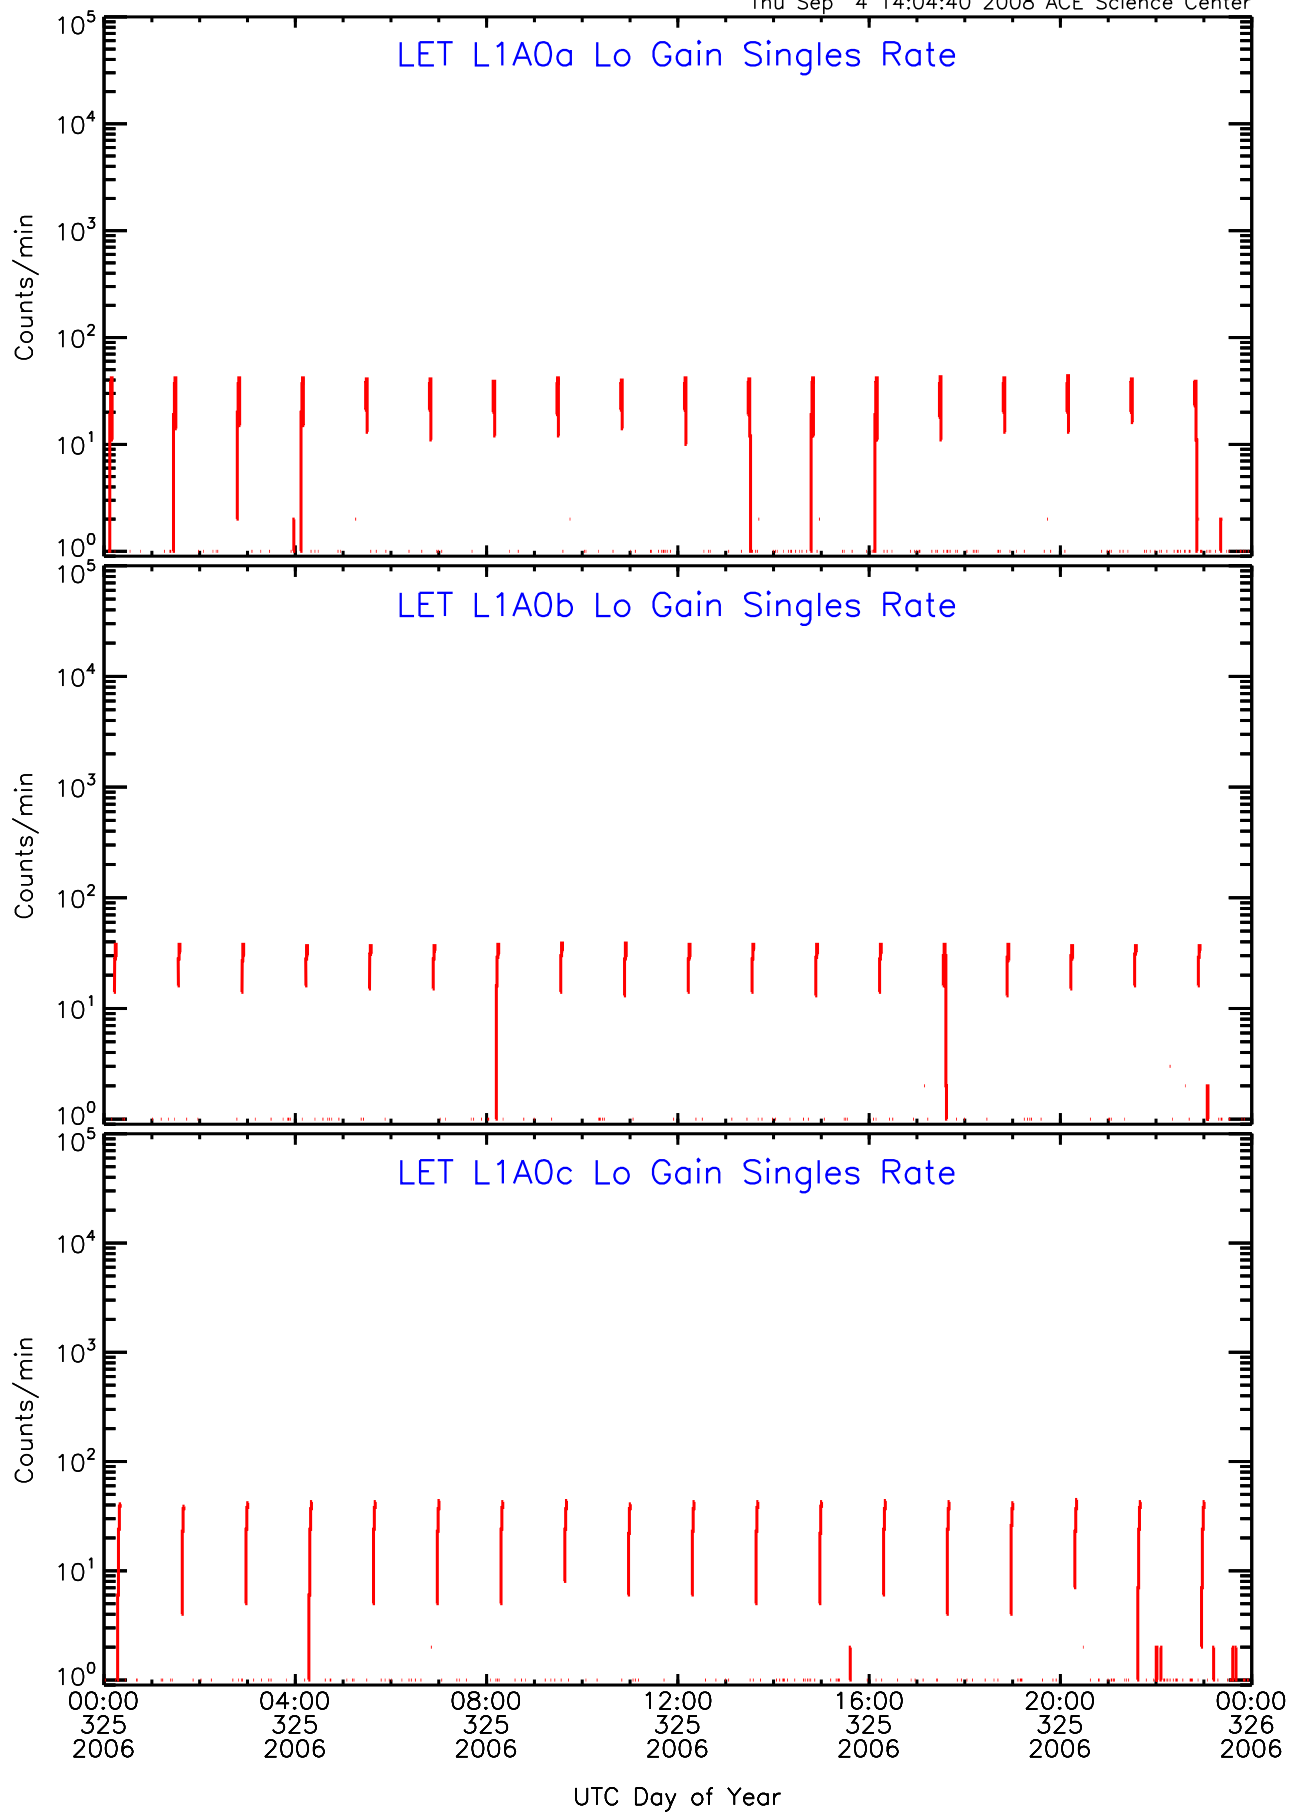 Thu Sep 4 14:04:40 2008 ACE Science Center
LET L1A0a Lo Gain Singles Rate
10^5
10^4
10^3
10^2
10^1
10^0
Counts/min
LET L1A0b Lo Gain Singles Rate
10^5
10^4
10^3
10^2
10^1
10^0
Counts/min
LET L1A0c Lo Gain Singles Rate
10^5
10^4
10^3
10^2
10^1
10^0
Counts/min
00:00 04:00 08:00 12:00 16:00 20:00 00:00
325 325 325 325 325 325 326
2006 2006 2006 2006 2006 2006 2006
UTC Day of Year